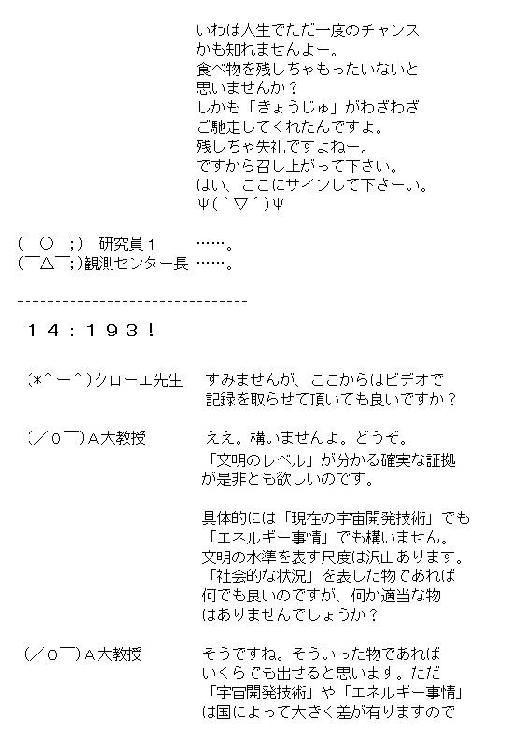 いわば人生でただ一度のチャンス
かも知れませんよー。
食べ物を残しちゃもったいないと
思いませんか？
しかも「きょうじゅ」がわざわざ
ご馳走してくれたんですよ。
残しちゃ失礼ですよねー。
ですから召し上がって下さい。
はい、ここにサインして下さーい。
Ψ(｀▽´)Ψ
(　○　;)　研究員１　　……。
(￣△￣;)観測センター長 ……。
-------------------------------
１４：１９３！
(*＾ー＾)クローエ先生　すみませんが、ここからはビデオで
記録を取らせて頂いても良いですか？
(／０￣)Ａ大教授　ええ。構いませんよ。どうぞ。
「文明のレベル」が分かる確実な証拠
が是非とも欲しいのです。
具体的には「現在の宇宙開発技術」でも
「エネルギー事情」でも構いません。
文明の水準を表す尺度は沢山あります。
「社会的な状況」を表した物であれば
何でも良いのですが、何か適当な物
はありませんでしょうか？
(／０￣)Ａ大教授　そうですね。そういった物であれば
いくらでも出せると思います。ただ
「宇宙開発技術」や「エネルギー事情」
は国によって大きく差が有りますので